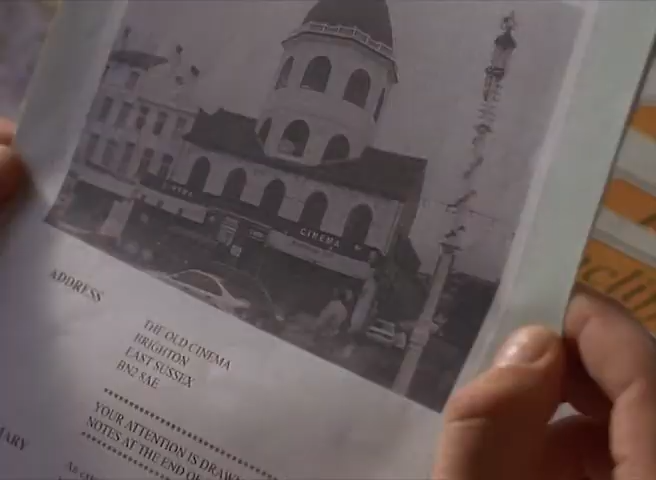 CINEMA
CINEMA
ADDRESS
THE OLD CINEMA
BRIGHTON
EAST SUSSEX
BN2 5AE
YOUR ATTENTION IS DRAWN
NOTES AT THE END OF
MARY